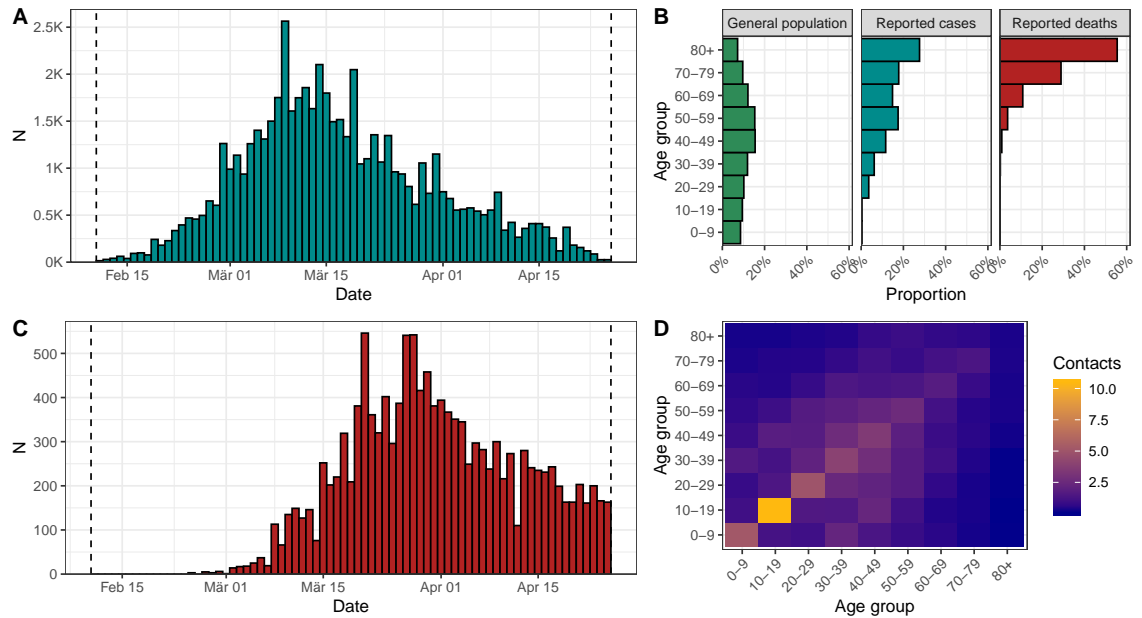 A
2.5K
2K
1.5K
1K
0.5K
0K
N
Feb 15
Mär 01
Mär 15
Apr 01
Apr 15
Date
B
General population
Reported cases
Reported deaths
80+
70−79
60−69
50−59
40−49
30−39
20−29
10−19
0−9
Age group
0%
20%
40%
60%
0%
20%
40%
60%
0%
20%
40%
60%
Proportion
C
500
400
300
200
100
0
N
Feb 15
Mär 01
Mär 15
Apr 01
Apr 15
Date
D
80+
70−79
60−69
50−59
40−49
30−39
20−29
10−19
0−9
Age group
0−9
10−19
20−29
30−39
40−49
50−59
60−69
70−79
80+
Age group
Contacts
10.0
7.5
5.0
2.5